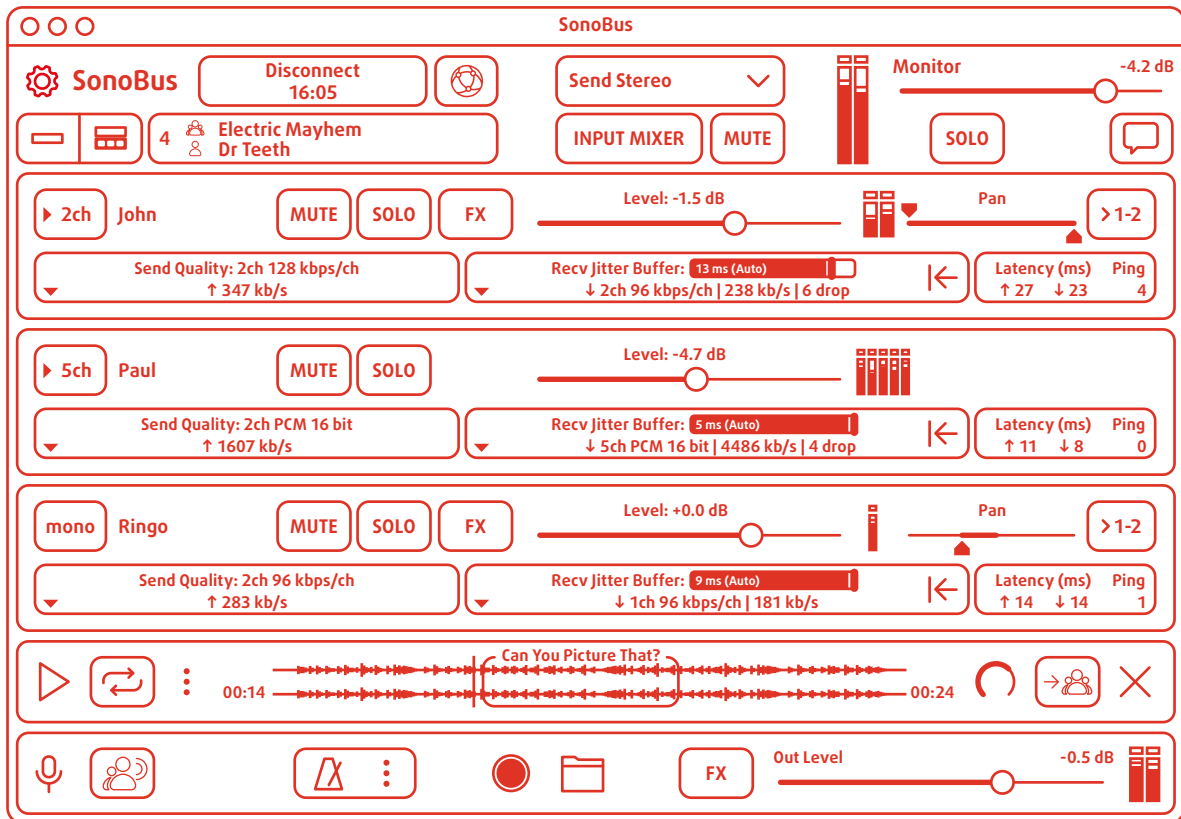 SonoBus
SonoBus
Disconnect
16:05
Send Stereo
Monitor
-4.2 dB
4
Electric Mayhem
Dr Teeth
INPUT MIXER
MUTE
SOLO
2ch
John
MUTE
SOLO
FX
Level: -1.5 dB
Pan
>1-2
Send Quality: 2ch 128 kbps/ch
↑ 347 kb/s
Recv Jitter Buffer: 13 ms (Auto)
↓ 2ch 96 kbps/ch | 238 kb/s | 6 drop
Latency (ms) Ping
↑ 27 ↓ 23 4
5ch
Paul
MUTE
SOLO
Level: -4.7 dB
Send Quality: 2ch PCM 16 bit
↑ 1607 kb/s
Recv Jitter Buffer: 5 ms (Auto)
↓ 5ch PCM 16 bit | 4486 kb/s | 4 drop
Latency (ms) Ping
↑ 11 ↓ 8 0
mono
Ringo
MUTE
SOLO
FX
Level: +0.0 dB
Pan
>1-2
Send Quality: 2ch 96 kbps/ch
↑ 283 kb/s
Recv Jitter Buffer: 9 ms (Auto)
↓ 1ch 96 kbps/ch | 181 kb/s
Latency (ms) Ping
↑ 14 ↓ 14 1
Can You Picture That?
00:14
00:24
FX
Out Level
-0.5 dB